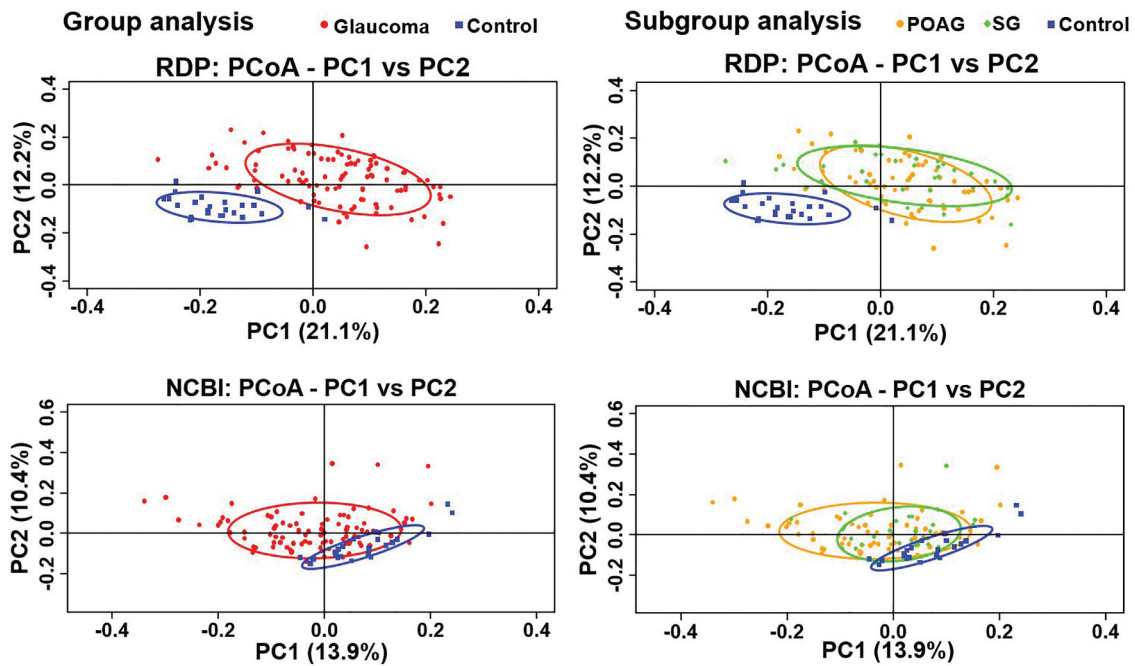 Group analysis
Glaucoma
Control
RDP: PCoA - PC1 vs PC2
PC2 (12.2%)
0.4
0.2
0.0
-0.2
-0.4
-0.4
-0.2
0.0
0.2
0.4
PC1 (21.1%)
Subgroup analysis
POAG
SG
Control
RDP: PCoA - PC1 vs PC2
PC2 (12.2%)
0.4
0.2
0.0
-0.2
-0.4
-0.4
-0.2
0.0
0.2
0.4
PC1 (21.1%)
NCBI: PCoA - PC1 vs PC2
PC2 (10.4%)
0.6
0.4
0.2
0.0
-0.2
-0.4
-0.2
0.0
0.2
0.4
PC1 (13.9%)
NCBI: PCoA - PC1 vs PC2
PC2 (10.4%)
0.6
0.4
0.2
0.0
-0.2
-0.4
-0.2
0.0
0.2
0.4
PC1 (13.9%)